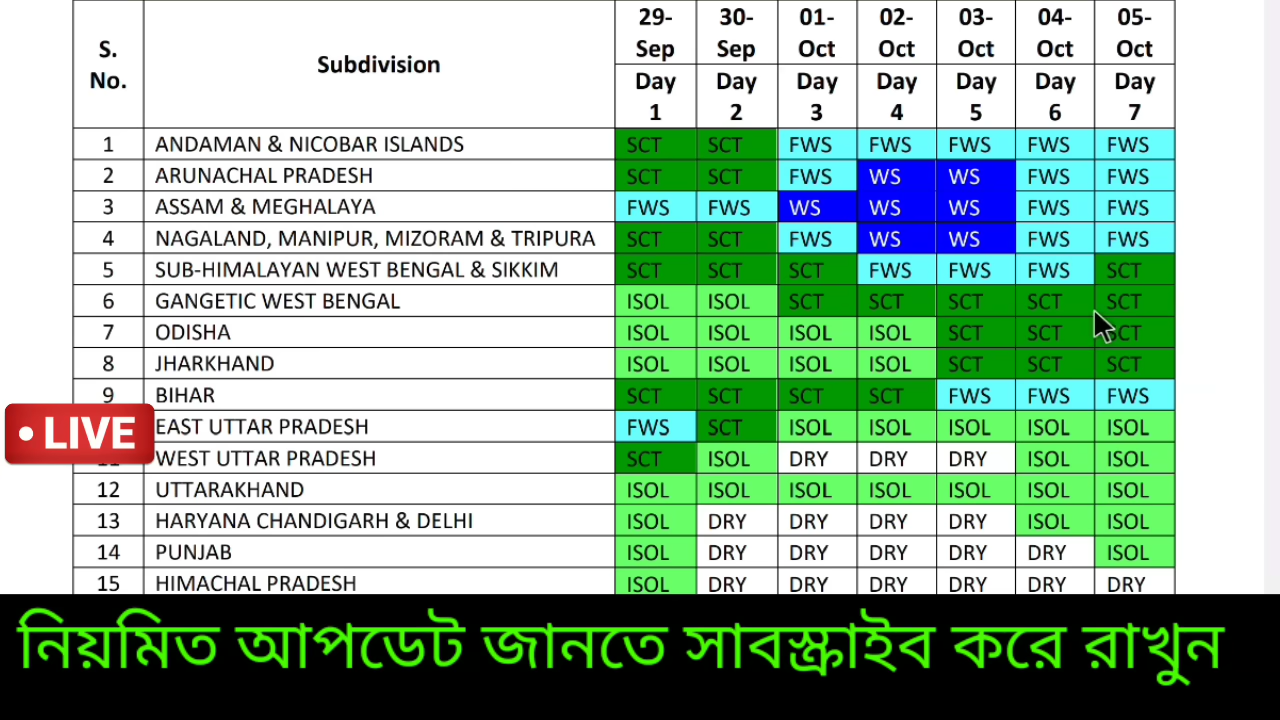 S. No. Subdivision 29-Sep 30-Sep 01-Oct 02-Oct 03-Oct 04-Oct 05-Oct
Day 1 Day 2 Day 3 Day 4 Day 5 Day 6 Day 7
1 ANDAMAN & NICOBAR ISLANDS SCT SCT FWS FWS FWS FWS FWS
2 ARUNACHAL PRADESH SCT SCT FWS WS WS FWS FWS
3 ASSAM & MEGHALAYA FWS FWS WS WS WS FWS FWS
4 NAGALAND, MANIPUR, MIZORAM & TRIPURA SCT SCT FWS WS WS FWS FWS
5 SUB-HIMALAYAN WEST BENGAL & SIKKIM SCT SCT SCT FWS FWS FWS SCT
6 GANGETIC WEST BENGAL ISOL ISOL SCT SCT SCT SCT SCT
7 ODISHA ISOL ISOL ISOL ISOL SCT SCT SCT
8 JHARKHAND ISOL ISOL ISOL ISOL SCT SCT SCT
9 BIHAR SCT SCT SCT SCT FWS FWS FWS
• LIVE
EAST UTTAR PRADESH FWS SCT ISOL ISOL ISOL ISOL ISOL
WEST UTTAR PRADESH SCT ISOL DRY DRY DRY ISOL ISOL
12 UTTARAKHAND ISOL ISOL ISOL ISOL ISOL ISOL ISOL
13 HARYANA CHANDIGARH & DELHI ISOL DRY DRY DRY DRY ISOL ISOL
14 PUNJAB ISOL DRY DRY DRY DRY DRY ISOL
15 HIMACHAL PRADESH ISOL DRY DRY DRY DRY DRY DRY
নিয়মিত আপডেট জানতে সাবস্ক্রাইব করে রাখুন